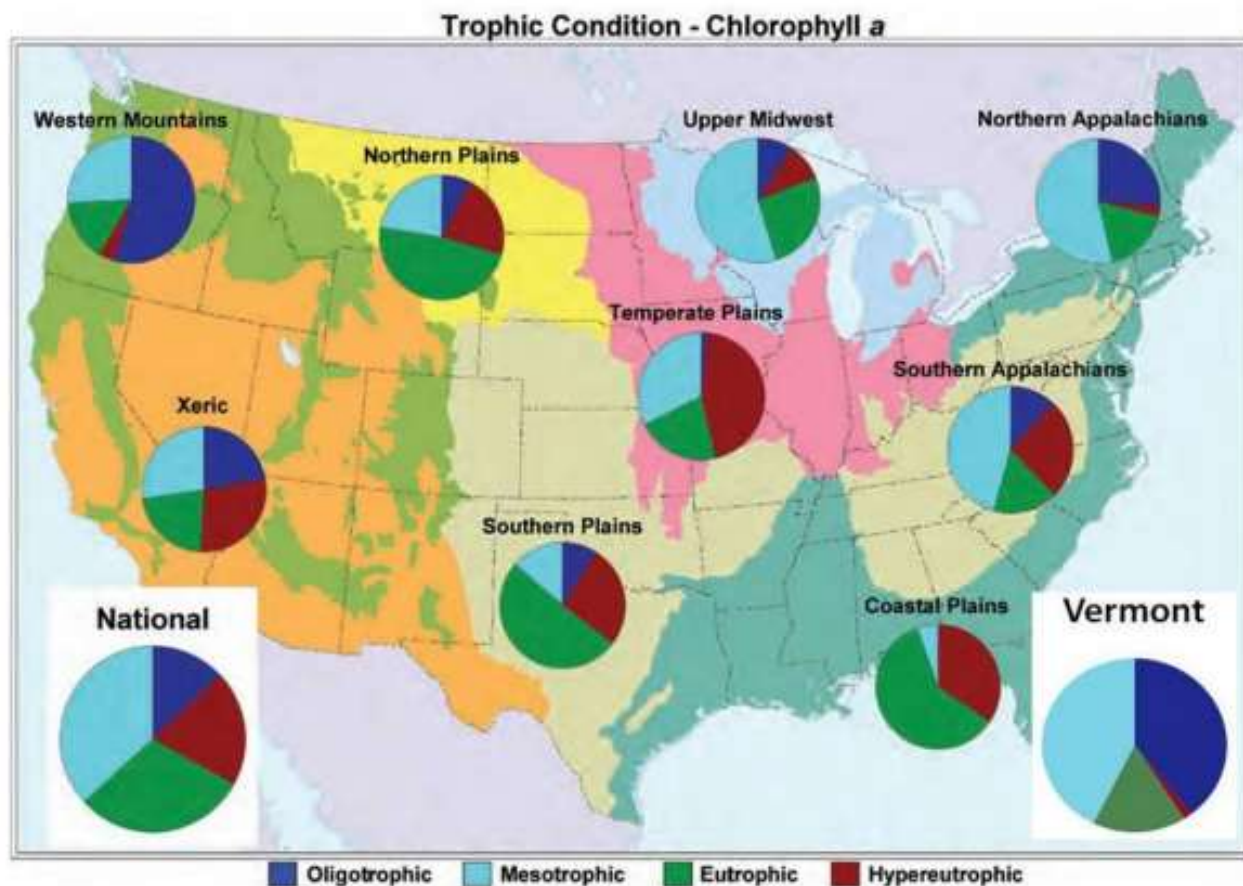 Trophic Condition - Chlorophyll a
Western Mountains
Northern Plains
Upper Midwest
Northern Appalachians
Temperate Plains
Southern Appalachians
Xeric
Southern Plains
Coastal Plains
National
Vermont
Oligotrophic Mesotrophic Eutrophic Hypereutrophic